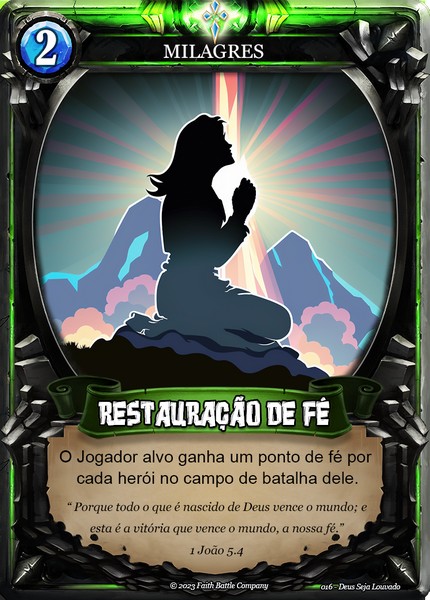 2
MILAGRES
RESTAURAÇÃO DE FÉ
O Jogador alvo ganha um ponto de fé por
cada herói no campo de batalha dele.
“Porque todo o que é nascido de Deus vence o mundo; e
esta é a vitória que vence o mundo, a nossa fé.”
1 João 5.4
© 2023 Faith Battle Company
016 - Deus Seja Louvado